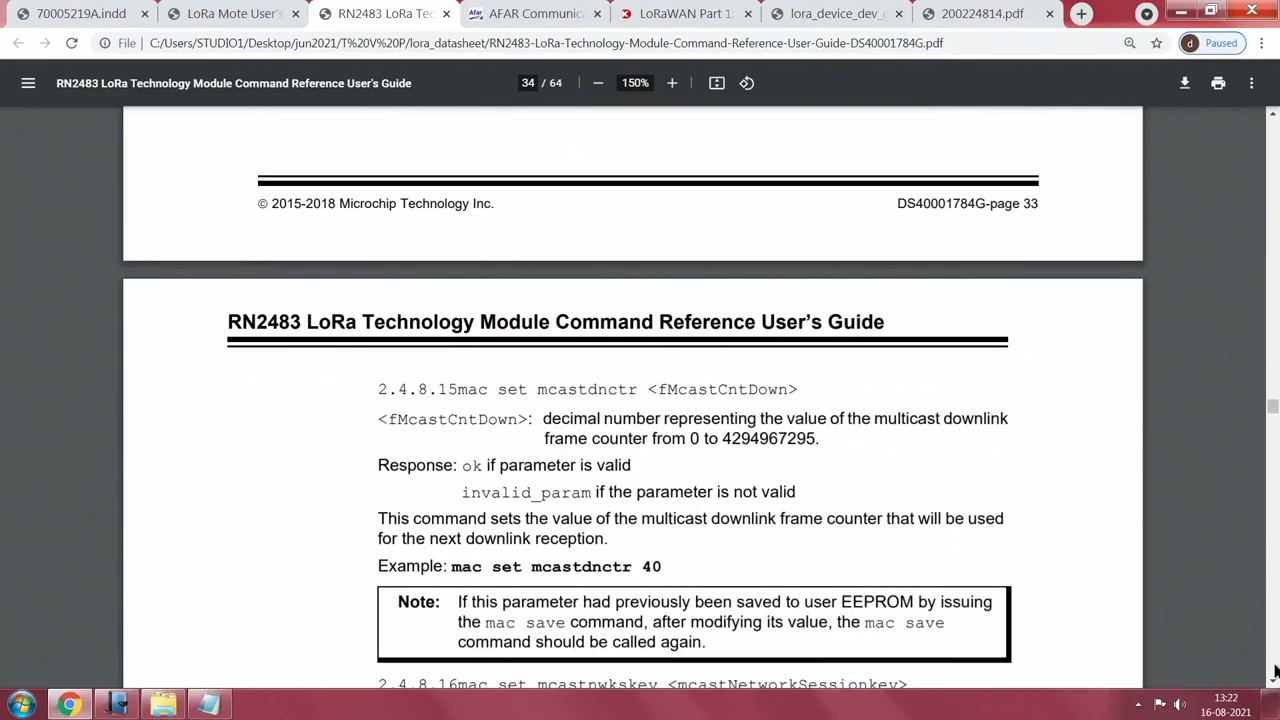 70005219A.indd
LoRa Mote User's
RN2483 LoRa Tec
AFAR Communica
LoRaWAN Part 1:
lora_device_dev_g
2200224814.pdf
File
C:/Users/STUDIO1/Desktop/jun2021/T%20V%20P/lora_datasheet/RN2483-LoRa-Technology-Module-Command-Reference-User-Guide-DS40001784G.pdf
d Paused
RN2483 LoRa Technology Module Command Reference User's Guide
34 / 64
150%
© 2015-2018 Microchip Technology Inc.
DS40001784G-page 33
RN2483 LoRa Technology Module Command Reference User's Guide
2.4.8.15mac set mcastdnctr <fMcastCntDown>
<fMcastCntDown>: decimal number representing the value of the multicast downlink
frame counter from 0 to 4294967295.
Response: ok if parameter is valid
invalid_param if the parameter is not valid
This command sets the value of the multicast downlink frame counter that will be used
for the next downlink reception.
Example: mac set mcastdnctr 40
Note: If this parameter had previously been saved to user EEPROM by issuing
the mac save command, after modifying its value, the mac save
command should be called again.
2.4.8.16mac set mcastnwkskey <mcastNetworkSessionkey>
13:22
16-08-2021